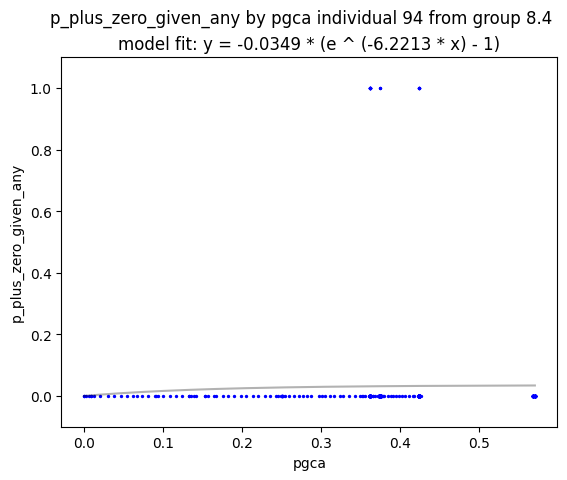 p_plus_zero_given_any by pgca individual 94 from group 8.4
model fit: y = -0.0349 * (e ^ (-6.2213 * x) - 1)
1.0
0.8
0.6
0.4
0.2
0.0
p_plus_zero_given_any
0.0 0.1 0.2 0.3 0.4 0.5
pgca